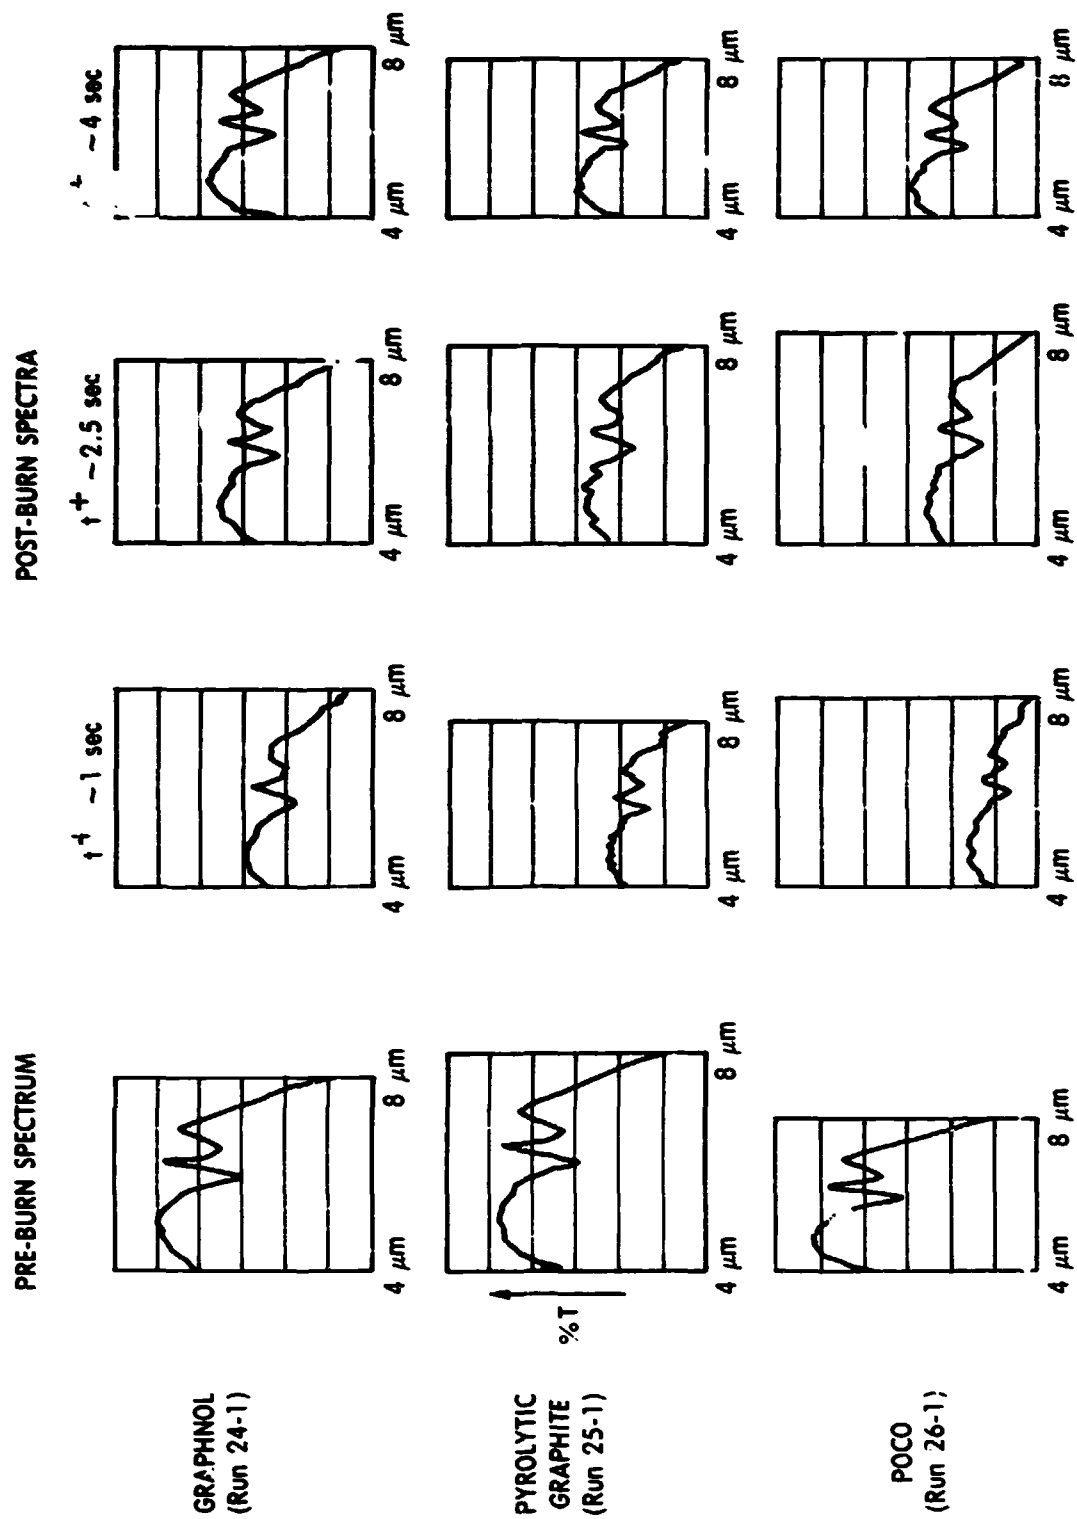 PRE-BURN SPECTRUM
POST-BURN SPECTRA
t+ ~1 sec
t+ ~2.5 sec
~4 sec
GRAPHNOL
(Run 24-1)
4 μm
8 μm
4 μm
8 μm
4 μm
8 μm
4 μm
8 μm
PYROLYTIC
GRAPHITE
(Run 25-1)
%T
4 μm
8 μm
4 μm
8 μm
4 μm
8 μm
4 μm
8 μm
POCO
(Run 26-1)
4 μm
8 μm
4 μm
8 μm
4 μm
8 μm
4 μm
8 μm